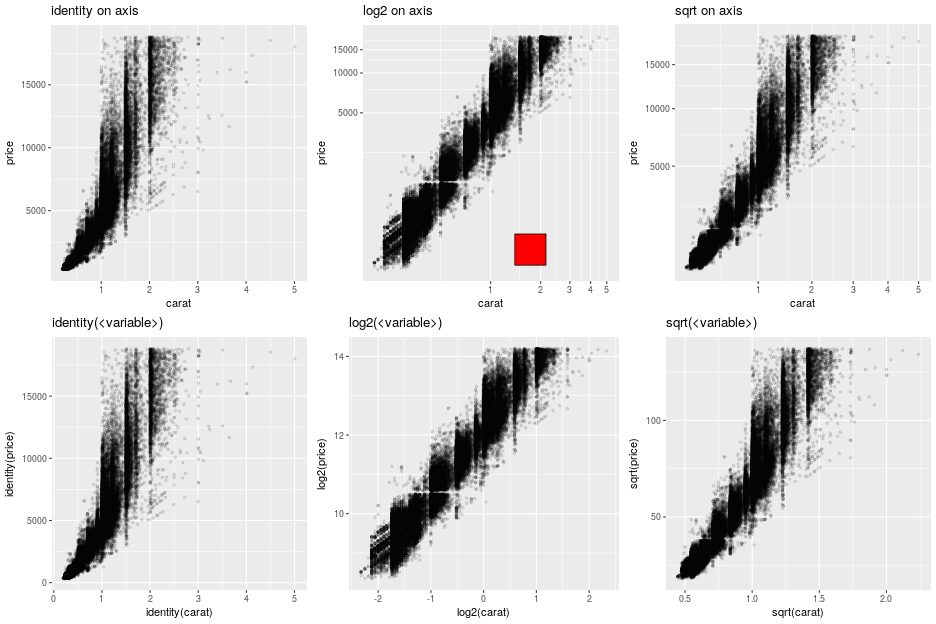 identity on axis
log2 on axis
sqrt on axis
price
15000
10000
5000
1
2
3
4
5
carat
price
15000
10000
5000
1
2
3
4
5
carat
price
15000
10000
5000
1
2
3
4
5
carat
identity(<variable>)
log2(<variable>)
sqrt(<variable>)
identity(price)
15000
10000
5000
0
0
1
2
3
4
5
identity(carat)
log2(price)
14
12
10
-2
-1
0
1
2
log2(carat)
sqrt(price)
100
50
0.5
1.0
1.5
2.0
sqrt(carat)